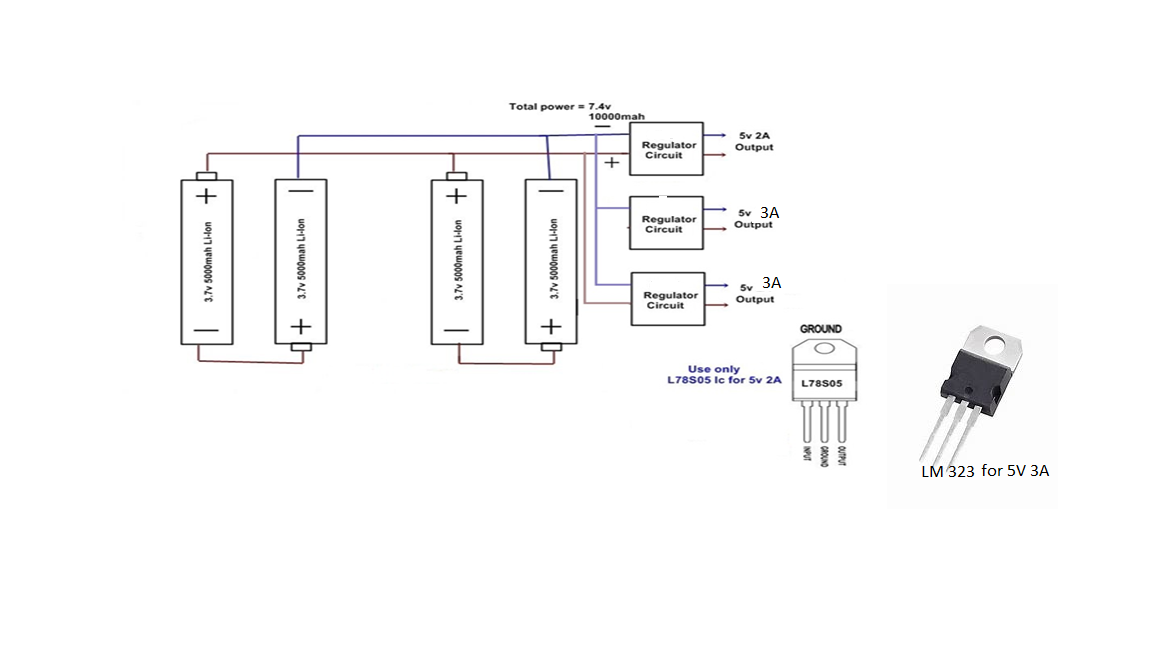 Total power = 7.4v
10000mah
Regulator
Circuit
5v 2A
Output
+
3.7v 5000mah Li-Ion
3.7v 5000mah Li-Ion
+
+
3.7v 5000mah Li-Ion
3.7v 5000mah Li-Ion
+
+
Regulator
Circuit
5v 3A
Output
Regulator
Circuit
5v 3A
Output
Use only
L78S05 Ic for 5v 2A
GROUND
L78S05
INPUT
GROUND
OUTPUT
LM 323 for 5V 3A